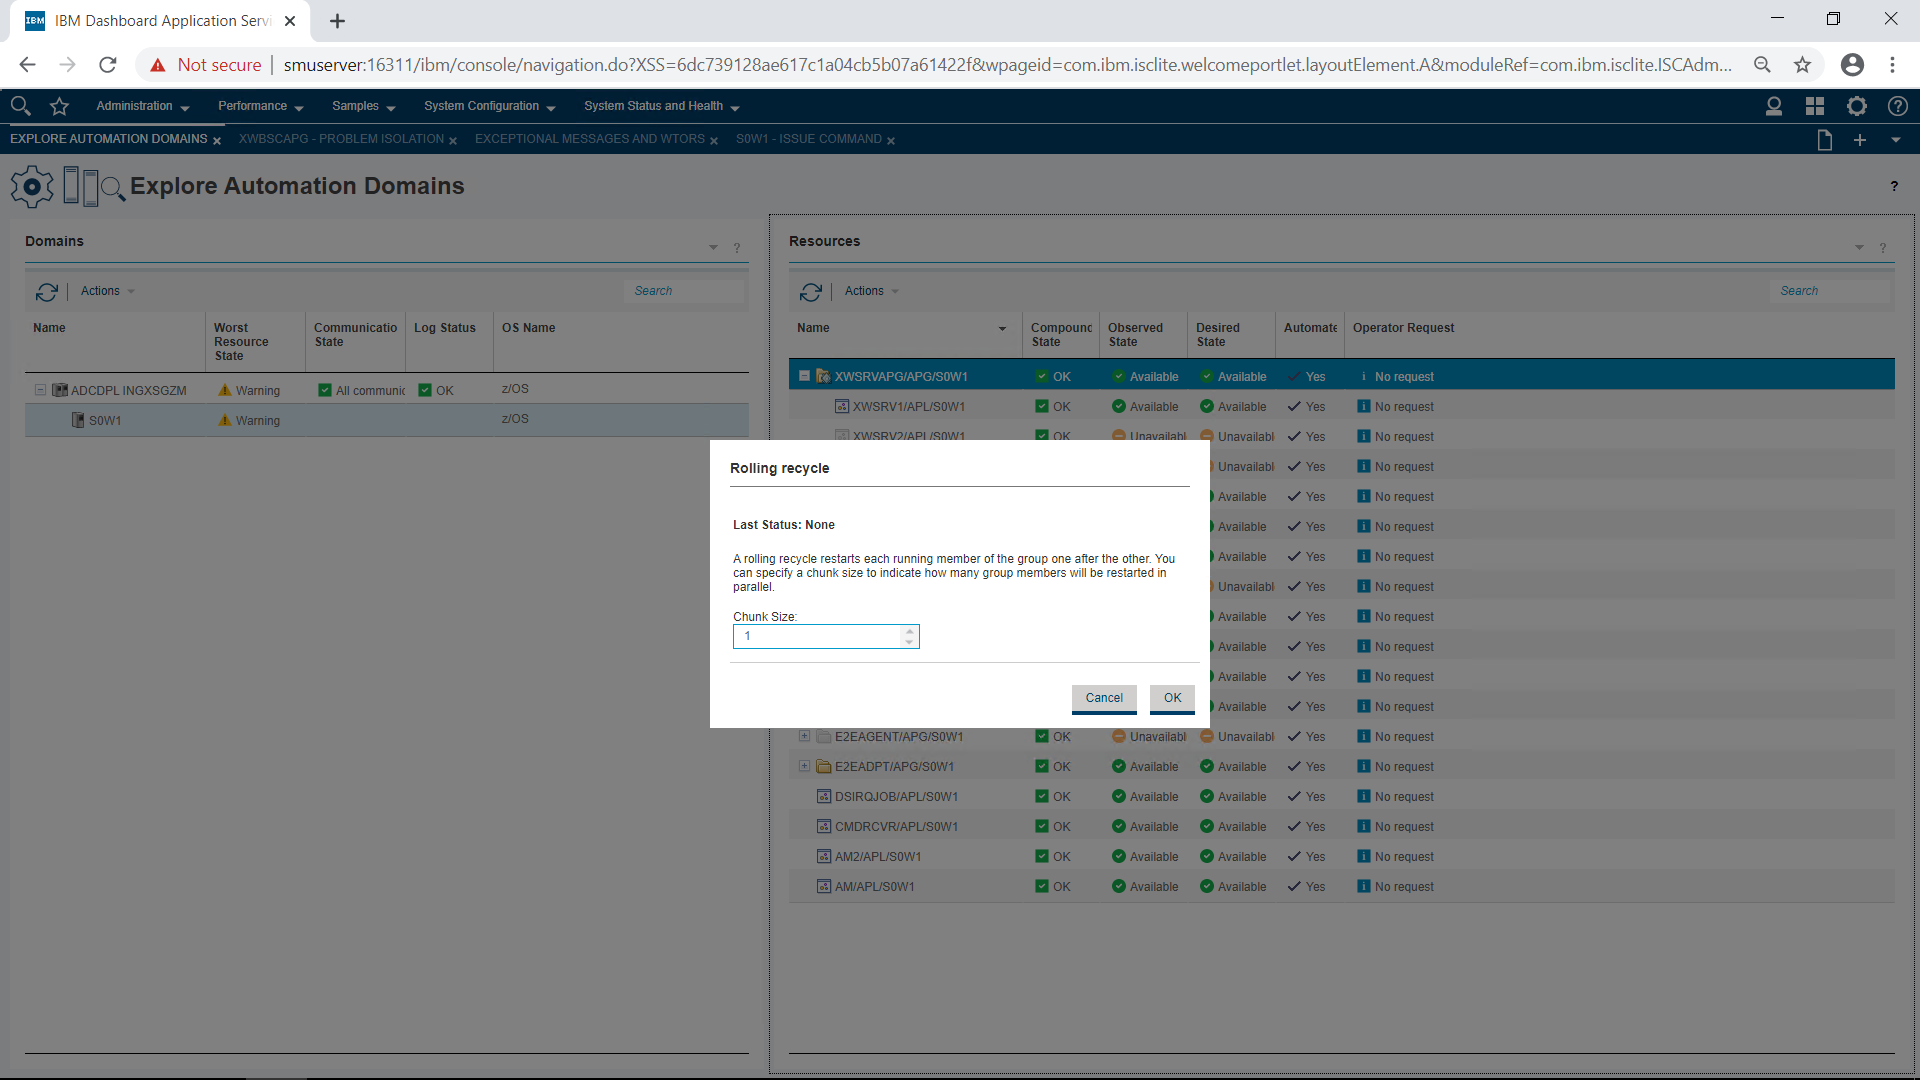 IBM Dashboard Application Servi
Not secure
smuserver:16311/ibm/console/navigation.do?XSS=6dc739128ae617c1a04cb5b07a61422f&wpageid=com.ibm.isclite.welcomeportlet.layoutElement.A&moduleRef=com.ibm.isclite.ISCAdm...
Administration Performance Samples System Configuration System Status and Health
EXPLORE AUTOMATION DOMAINS XWBSCAPG - PROBLEM ISOLATION EXCEPTIONAL MESSAGES AND WTORS S0W1 - ISSUE COMMAND
Explore Automation Domains
?
Domains
?
Actions
Search
Name
Worst Resource State
Communicatio State
Log Status
OS Name
ADCDPL INGXSGZM Warning All communic OK z/OS
S0W1 Warning z/OS
Resources
?
Actions
Search
Name
Compound State
Observed State
Desired State
Automate
Operator Request
XWSRVAPG/APG/S0W1 OK Available Available Yes No request
XWSRV1/APL/S0W1 OK Available Available Yes No request
XWSRV2/APL/S0W1 OK Unavailabl Unavailabl Yes No request
Unavailabl Yes No request
Available Yes No request
Available Yes No request
Available Yes No request
Unavailabl Yes No request
Available Yes No request
Available Yes No request
Available Yes No request
Available Yes No request
E2EAGENT/APG/S0W1 OK Unavailabl Unavailabl Yes No request
E2EADPT/APG/S0W1 OK Available Available Yes No request
DSIRQJOB/APL/S0W1 OK Available Available Yes No request
CMDRCVR/APL/S0W1 OK Available Available Yes No request
AM2/APL/S0W1 OK Available Available Yes No request
AM/APL/S0W1 OK Available Available Yes No request
Rolling recycle
Last Status: None
A rolling recycle restarts each running member of the group one after the other. You
can specify a chunk size to indicate how many group members will be restarted in
parallel.
Chunk Size:
1
Cancel OK